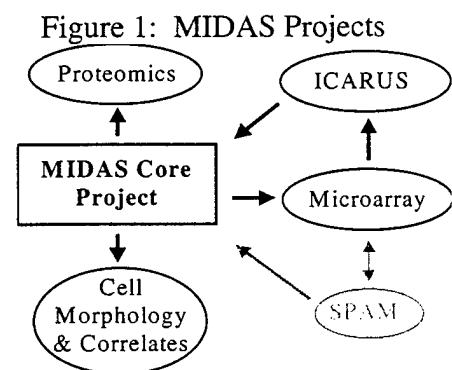 Figure 1: MIDAS Projects
Proteomics
ICARUS
MIDAS Core
Project
Microarray
Cell
Morphology
& Correlates
SPAM